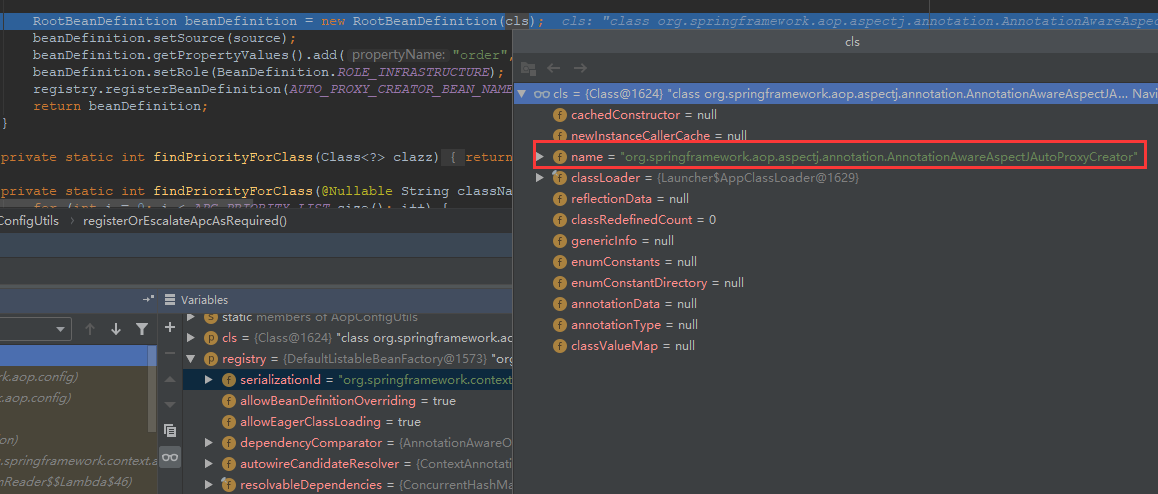 RootBeanDefinition beanDefinition = new RootBeanDefinition(cls); cls: "class org.springframework.aop.aspectj.annotation.AnnotationAwareAspec
beanDefinition.setSource(source);
beanDefinition.getPropertyValues().add( propertyName: "order",
beanDefinition.setRole(BeanDefinition.ROLE_INFRASTRUCTURE);
registry.registerBeanDefinition(AUTO_PROXY_CREATOR_BEAN_NAME
return beanDefinition;
}
private static int findPriorityForClass(Class<?> clazz) { return
private static int findPriorityForClass(@Nullable String classNa
for (int i = 0; i < APC_PRIORITY_LIST.size(); i++) {
ConfigUtils > registerOrEscalateApcAsRequired()
cls
cls = {Class@1624} "class org.springframework.aop.aspectj.annotation.AnnotationAwareAspectJA... Navi
cachedConstructor = null
newInstanceCallerCache = null
name = "org.springframework.aop.aspectj.annotation.AnnotationAwareAspectJAutoProxyCreator"
classLoader = {Launcher$AppClassLoader@1629}
reflectionData = null
classRedefinedCount = 0
genericInfo = null
enumConstants = null
enumConstantDirectory = null
annotationData = null
annotationType = null
classValueMap = null
Variables
static members of AopConfigUtils
cls = {Class@1624} "class org.springframework.ao
registry = {DefaultListableBeanFactory@1573} "org
serializationId = "org.springframework.context
allowBeanDefinitionOverriding = true
allowEagerClassLoading = true
dependencyComparator = {AnnotationAwareO
autowireCandidateResolver = {ContextAnnotati
resolvableDependencies = {ConcurrentHashMa
rk.aop.config)
k.aop.config)
ion)
g.springframework.context.a
nReader$$Lambda$46)